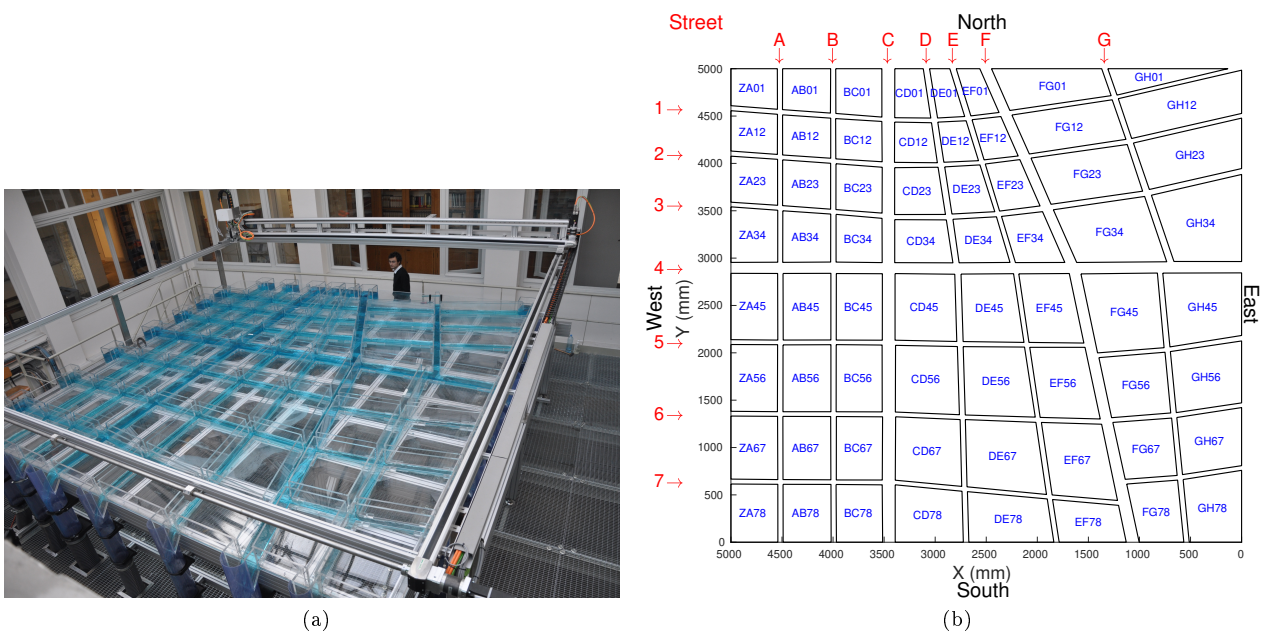 Street North
A B C D E F G
5000
ZA01 AB01 BC01 CD01 DE01 EF01 FG01 GH01
1→
4500
ZA12 AB12 BC12 CD12 DE12 EF12 FG12 GH12
2→
4000
ZA23 AB23 BC23 CD23 DE23 EF23 FG23 GH23
3→
3500
ZA34 AB34 BC34 CD34 DE34 EF34 FG34 GH34
3000
4→
West
Y (mm)
East
2500
ZA45 AB45 BC45 CD45 DE45 EF45 FG45 GH45
5→
2000
ZA56 AB56 BC56 CD56 DE56 EF56 FG56 GH56
1500
6→
1000
ZA67 AB67 BC67 CD67 DE67 EF67 FG67 GH67
7→
500
ZA78 AB78 BC78 CD78 DE78 EF78 FG78 GH78
0
5000 4500 4000 3500 3000 2500 2000 1500 1000 500 0
X (mm)
South
(a) (b)